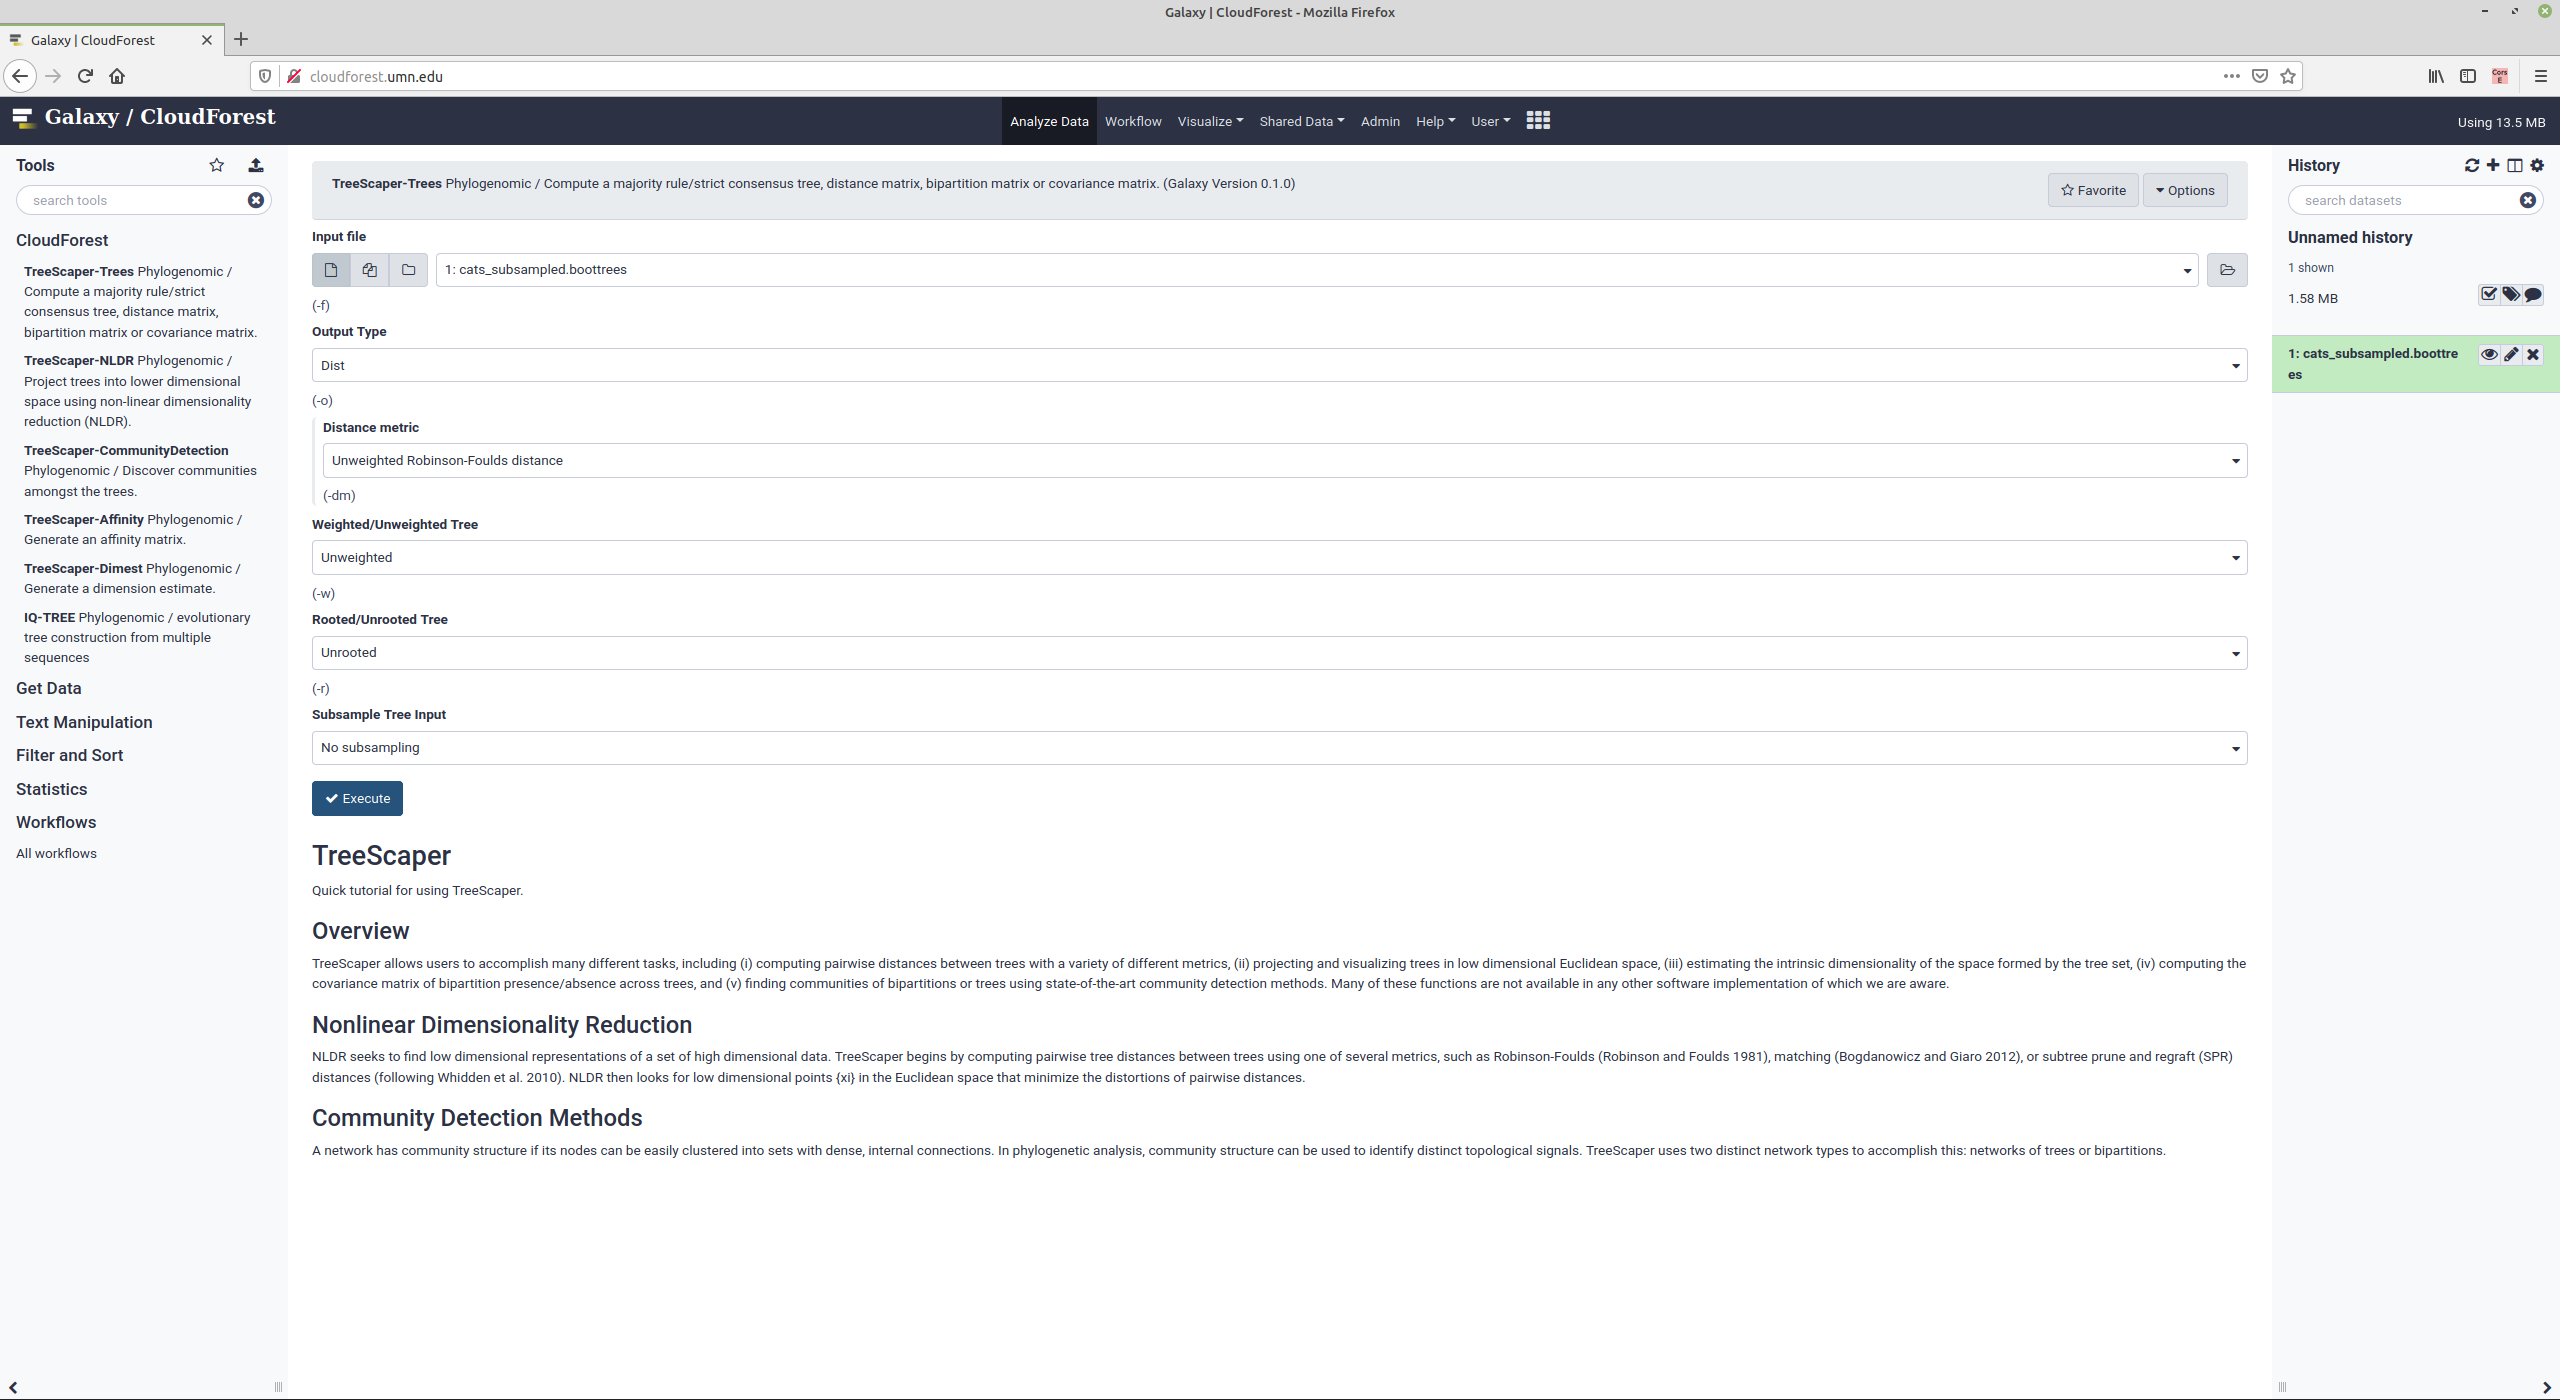 Galaxy | CloudForest - Mozilla Firefox
Galaxy | CloudForest
cloudforest.umn.edu
Cors
E
Galaxy / CloudForest
Analyze Data Workflow Visualize Shared Data Admin Help User
Using 13.5 MB
Tools
search tools
CloudForest
TreeScaper-Trees Phylogenomic /
Compute a majority rule/strict
consensus tree, distance matrix,
bipartition matrix or covariance matrix.
TreeScaper-NLDR Phylogenomic /
Project trees into lower dimensional
space using non-linear dimensionality
reduction (NLDR).
TreeScaper-CommunityDetection
Phylogenomic / Discover communities
amongst the trees.
TreeScaper-Affinity Phylogenomic /
Generate an affinity matrix.
TreeScaper-Dimest Phylogenomic /
Generate a dimension estimate.
IQ-TREE Phylogenomic / evolutionary
tree construction from multiple
sequences
Get Data
Text Manipulation
Filter and Sort
Statistics
Workflows
All workflows
TreeScaper-Trees Phylogenomic / Compute a majority rule/strict consensus tree, distance matrix, bipartition matrix or covariance matrix. (Galaxy Version 0.1.0)
Favorite
Options
Input file
1: cats_subsampled.boottrees
(-f)
Output Type
Dist
(-o)
Distance metric
Unweighted Robinson-Foulds distance
(-dm)
Weighted/Unweighted Tree
Unweighted
(-w)
Rooted/Unrooted Tree
Unrooted
(-r)
Subsample Tree Input
No subsampling
Execute
TreeScaper
Quick tutorial for using TreeScaper.
Overview
TreeScaper allows users to accomplish many different tasks, including (i) computing pairwise distances between trees with a variety of different metrics, (ii) projecting and visualizing trees in low dimensional Euclidean space, (iii) estimating the intrinsic dimensionality of the space formed by the tree set, (iv) computing the
covariance matrix of bipartition presence/absence across trees, and (v) finding communities of bipartitions or trees using state-of-the-art community detection methods. Many of these functions are not available in any other software implementation of which we are aware.
Nonlinear Dimensionality Reduction
NLDR seeks to find low dimensional representations of a set of high dimensional data. TreeScaper begins by computing pairwise tree distances between trees using one of several metrics, such as Robinson-Foulds (Robinson and Foulds 1981), matching (Bogdanowicz and Giaro 2012), or subtree prune and regraft (SPR)
distances (following Whidden et al. 2010). NLDR then looks for low dimensional points {xi} in the Euclidean space that minimize the distortions of pairwise distances.
Community Detection Methods
A network has community structure if its nodes can be easily clustered into sets with dense, internal connections. In phylogenetic analysis, community structure can be used to identify distinct topological signals. TreeScaper uses two distinct network types to accomplish this: networks of trees or bipartitions.
History
search datasets
Unnamed history
1 shown
1.58 MB
1: cats_subsampled.boottre
es